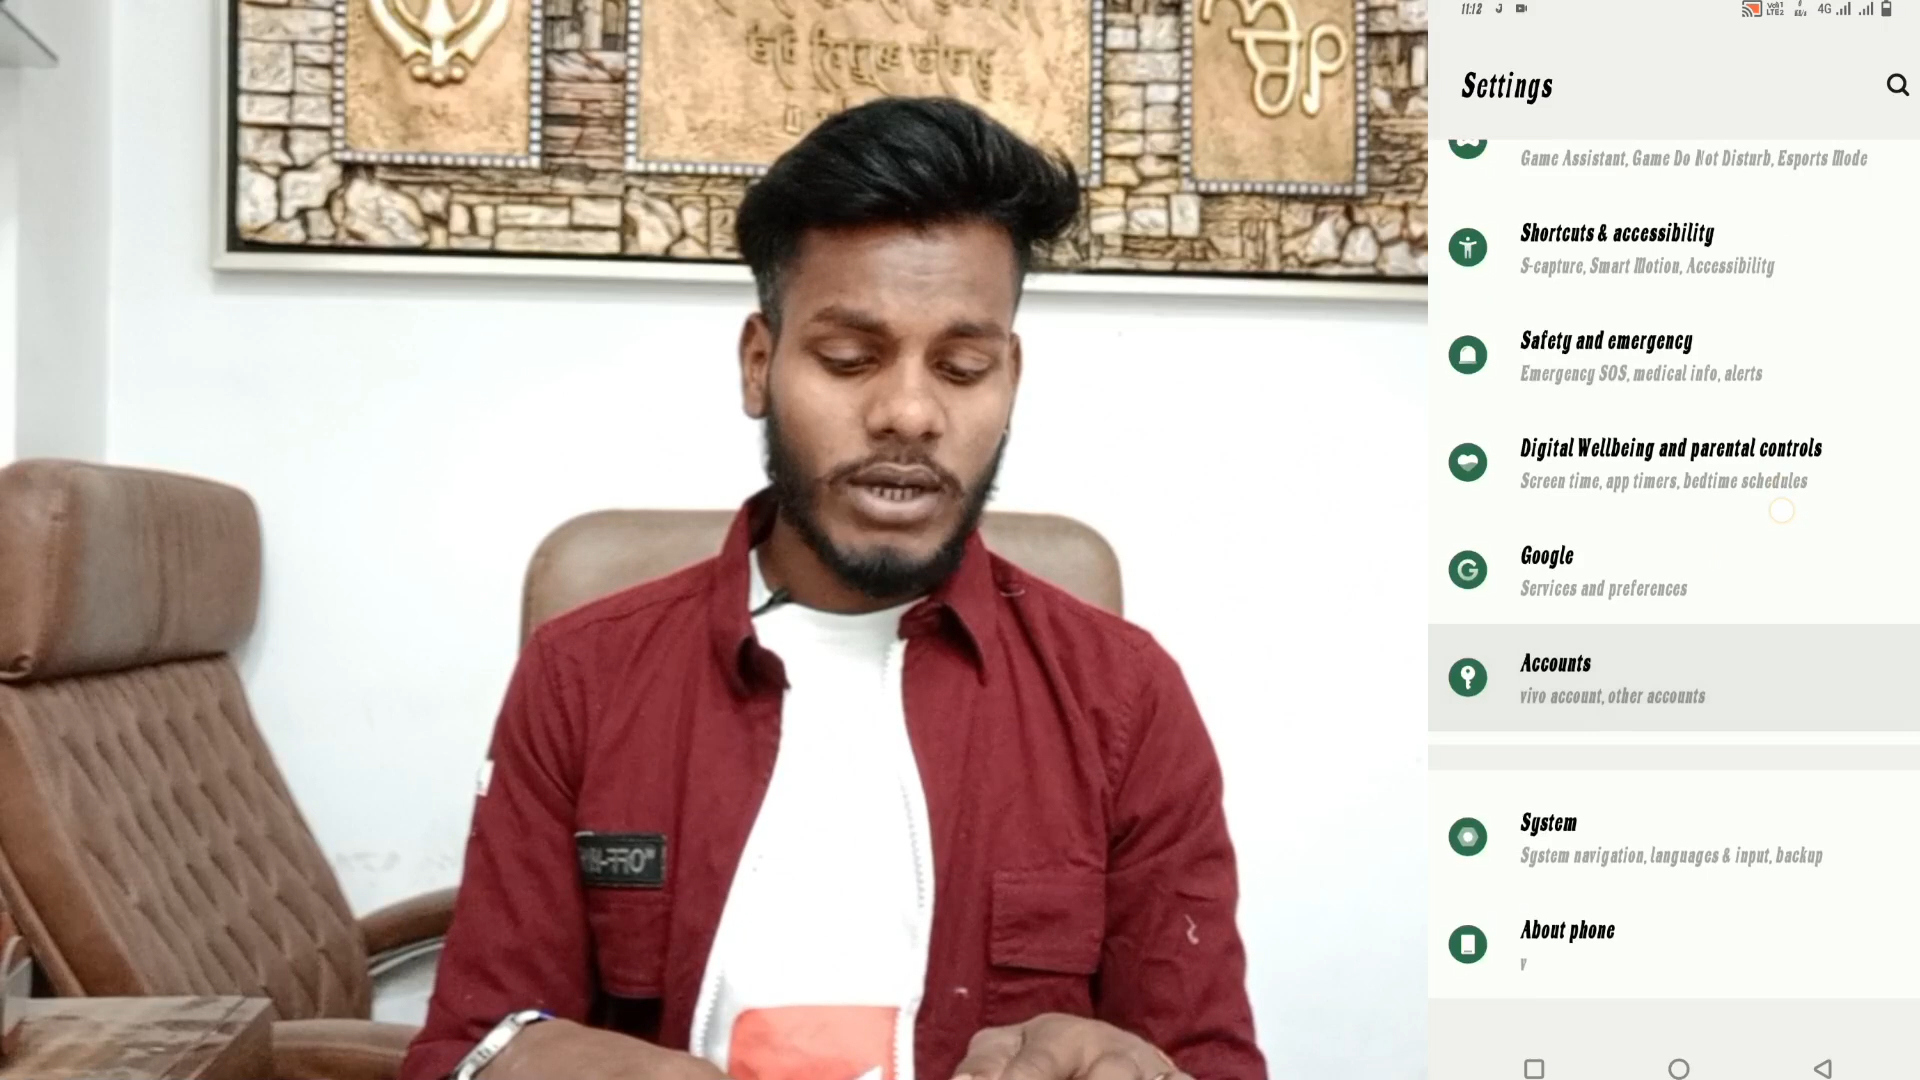 11:12
4G
Settings
Game Assistant, Game Do Not Disturb, Esports Mode
Shortcuts & accessibility
S-capture, Smart Motion, Accessibility
Safety and emergency
Emergency SOS, medical info, alerts
Digital Wellbeing and parental controls
Screen time, app timers, bedtime schedules
Google
Services and preferences
Accounts
vivo account, other accounts
System
System navigation, languages & input, backup
About phone
v